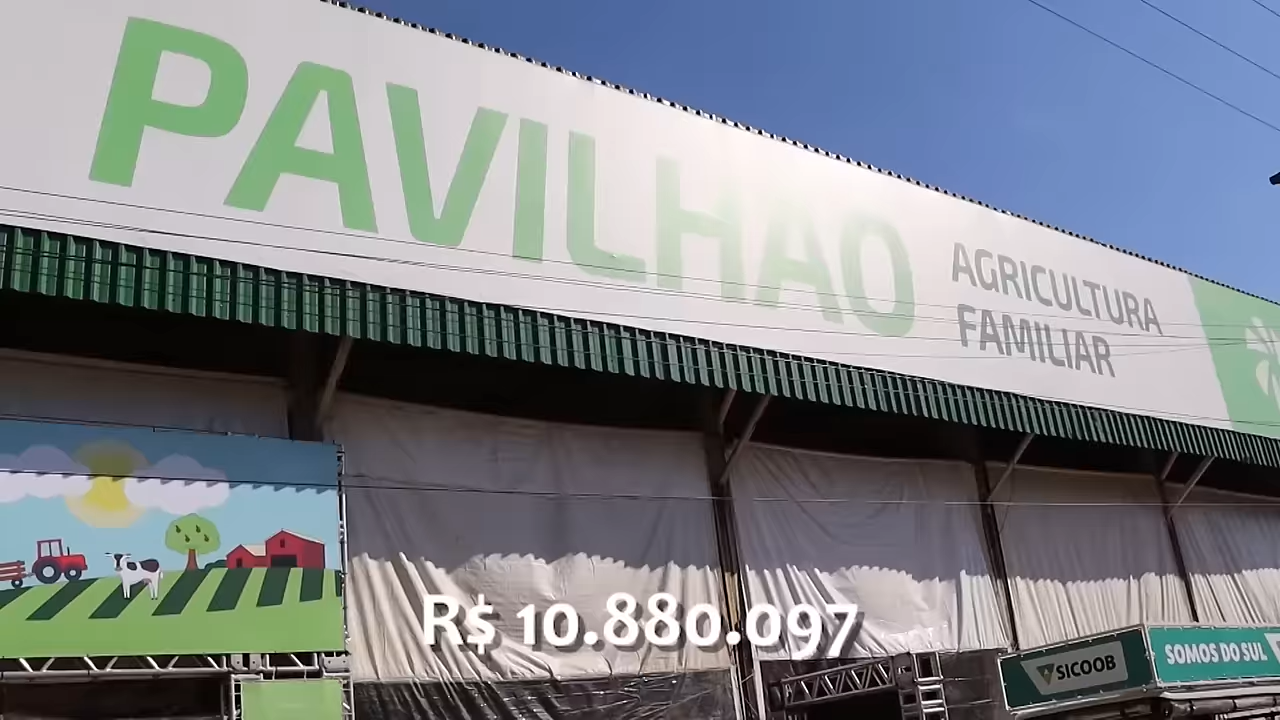 PAVILHAO
AGRICULTURA
FAMILIAR
R$ 10.880.097
SICOOB
SOMOS DO SUL